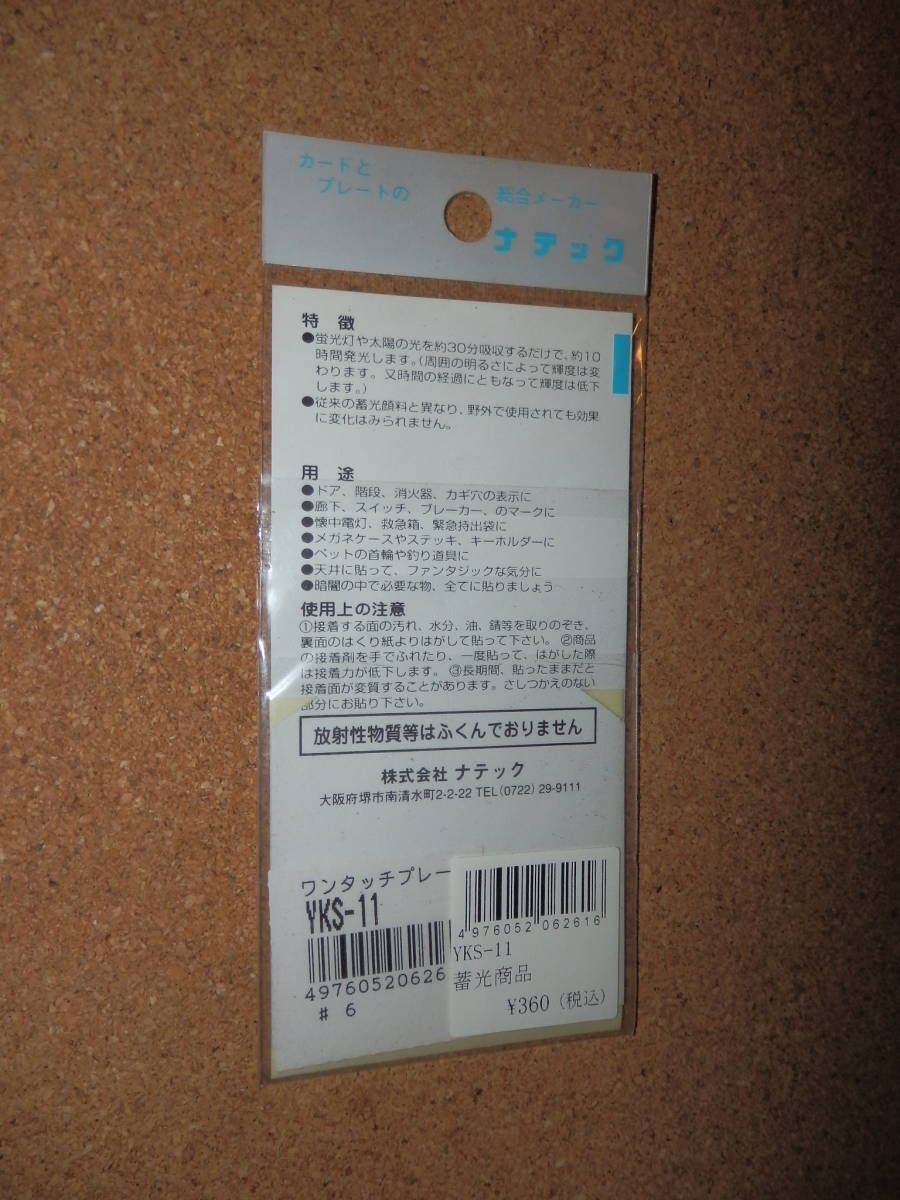 カードと
プレートの 総合メーカー
ナテック
特 徴
●蛍光灯や太陽の光を約30分吸収するだけで、約10
時間発光します。(周囲の明るさによって輝度は変
わります。又時間の経過にともなって輝度は低下
します。)
●従来の蓄光顔料と異なり、野外で使用されても効果
に変化はみられません。
用 途
●ドア、階段、消火器、カギ穴の表示に
●廊下、スイッチ、ブレーカー、のマークに
●懐中電灯、救急箱、緊急持出袋に
●メガネケースやステッキ、キーホルダーに
●ペットの首輪や釣り道具に
●天井に貼って、ファンタジックな気分に
●暗闇の中で必要な物、全てに貼りましょう
使用上の注意
①接着する面の汚れ、水分、油、錆等を取りのぞき、
裏面のはくり紙よりはがして貼って下さい。②商品
の接着剤を手でふれたり、一度貼って、はがした際
は接着力が低下します。③長期間、貼ったままだと
接着面が変質することがあります。さしつかえのない
部分にお貼り下さい。
放射性物質等はふくんでおりません
株式会社 ナテック
大阪府堺市南清水町2-2-22 TEL(0722)29-9111
ワンタッチプレー
YKS-11
49760520626
# 6
4 976052 062616
YKS-11
蓄光商品
¥360(税込)